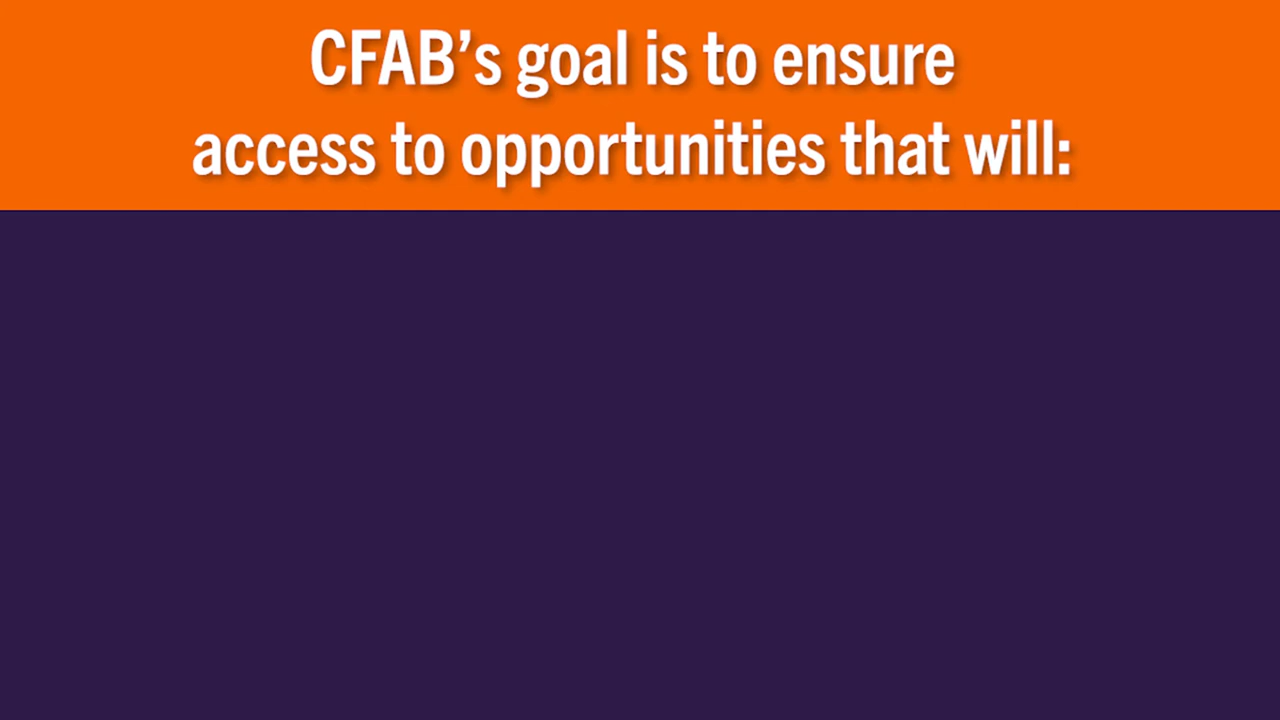 CFAB’s goal is to ensure
access to opportunities that will: